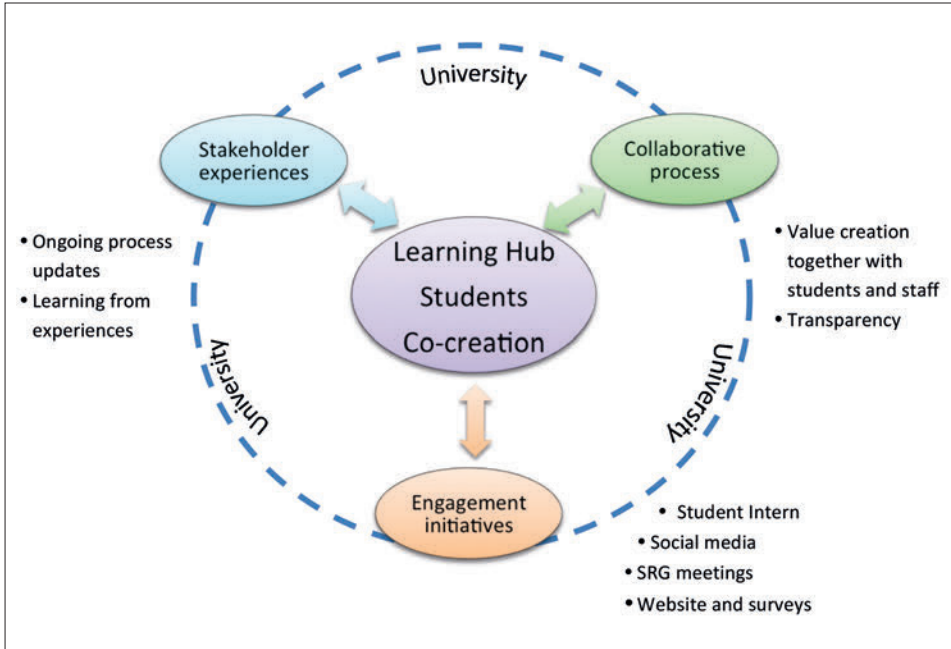 University
Stakeholder
experiences
Collaborative
process
• Ongoing process
updates
• Learning from
experiences
Learning Hub
Students
Co-creation
• Value creation
together with
students and staff
• Transparency
University
University
Engagement
initiatives
• Student Intern
• Social media
• SRG meetings
• Website and surveys